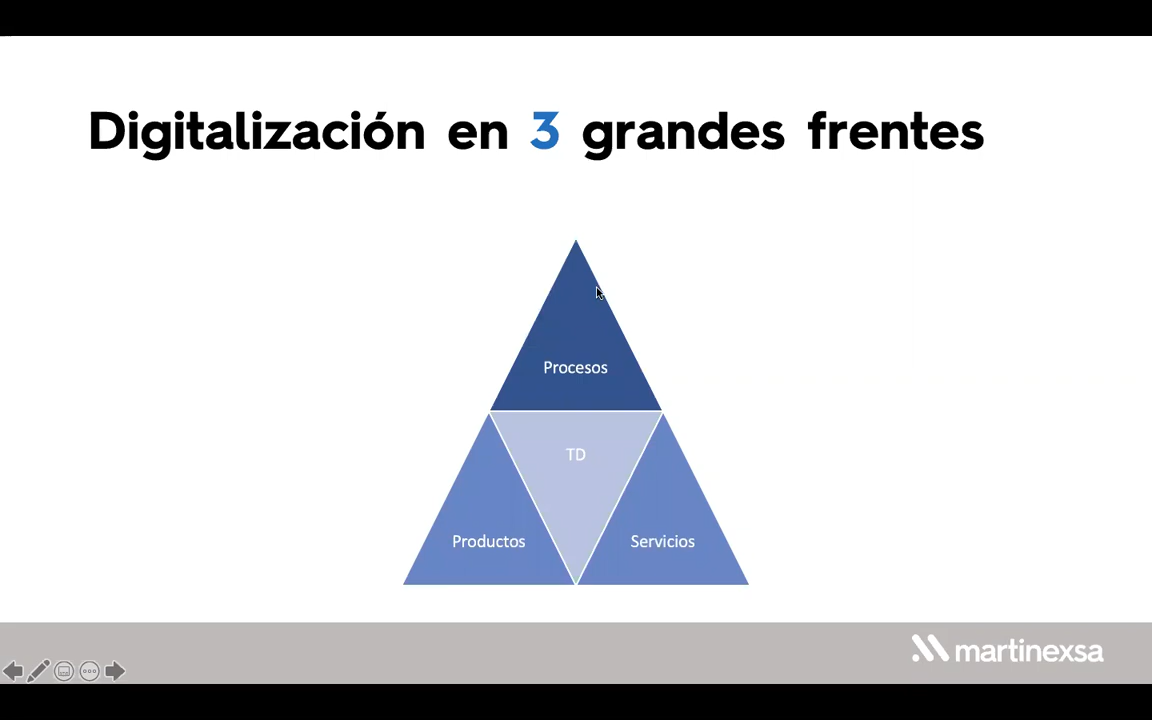 Digitalización en 3 grandes frentes
Procesos
TD
Productos
Servicios
martinexsa